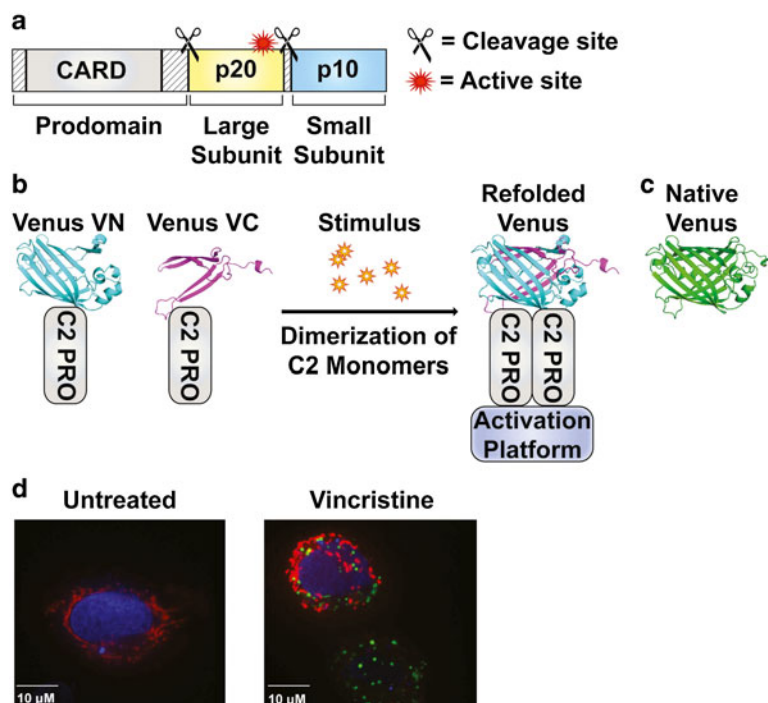 a
CARD
p20
p10
= Cleavage site
= Active site
Prodomain
Large
Subunit
Small
Subunit
b
Venus VN
Venus VC
Stimulus
Refolded
Venus
c
Native
Venus
C2 PRO
C2 PRO
Dimerization of
C2 Monomers
C2 PRO
C2 PRO
Activation
Platform
d
Untreated
Vincristine
10 µM
10 µM